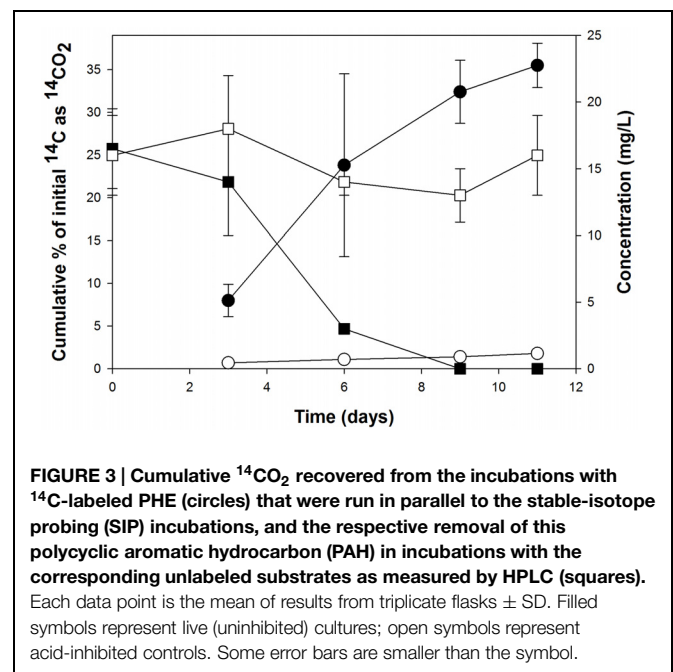 Cumulative % of initial ¹⁴C as ¹⁴CO₂
35
30
25
20
15
10
5
0
25
20
15
10
5
0
Concentration (mg/L)
0 2 4 6 8 10 12
Time (days)
FIGURE 3 | Cumulative ¹⁴CO₂ recovered from the incubations with
¹⁴C-labeled PHE (circles) that were run in parallel to the stable-isotope
probing (SIP) incubations, and the respective removal of this
polycyclic aromatic hydrocarbon (PAH) in incubations with the
corresponding unlabeled substrates as measured by HPLC (squares).
Each data point is the mean of results from triplicate flasks ± SD. Filled
symbols represent live (uninhibited) cultures; open symbols represent
acid-inhibited controls. Some error bars are smaller than the symbol.